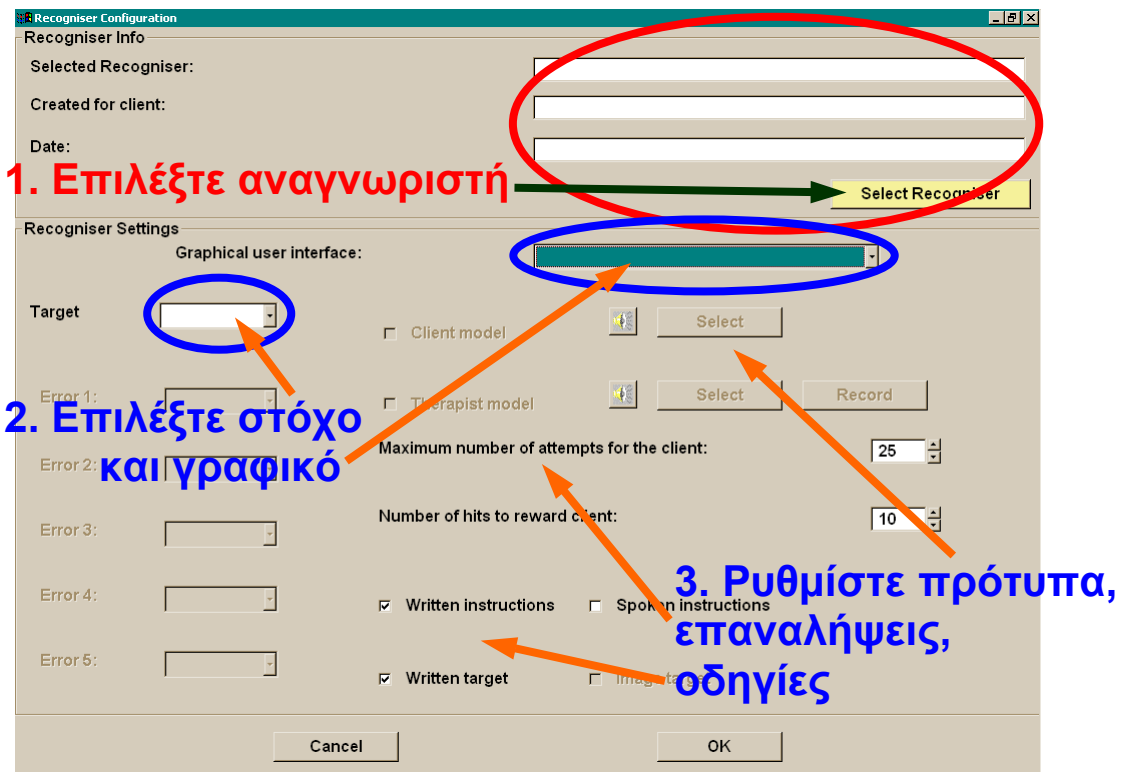 Recogniser Configuration
Recogniser Info
Selected Recogniser:
Created for client:
Date:
1. Επιλέξτε αναγνωριστή
Select Recogniser
Recogniser Settings
Graphical user interface:
Target
Client model
Select
Error 1:
Therapist model
Select
Record
2. Επιλέξτε στόχο
και γραφικό
Maximum number of attempts for the client:
25
Error 2:
Number of hits to reward client:
10
Error 3:
3. Ρυθμίστε πρότυπα,
επαναλήψεις,
οδηγίες
Error 4:
Written instructions
Spoken instructions
Error 5:
Written target
Image target
Cancel
OK